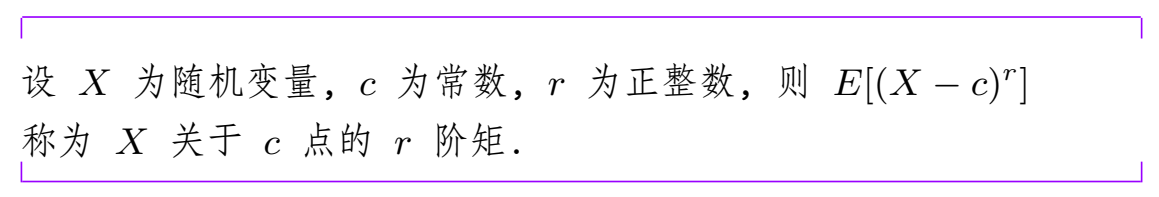 设 X 为随机变量，c 为常数，r 为正整数，则 E[(X − c)^r]
称为 X 关于 c 点的 r 阶矩．